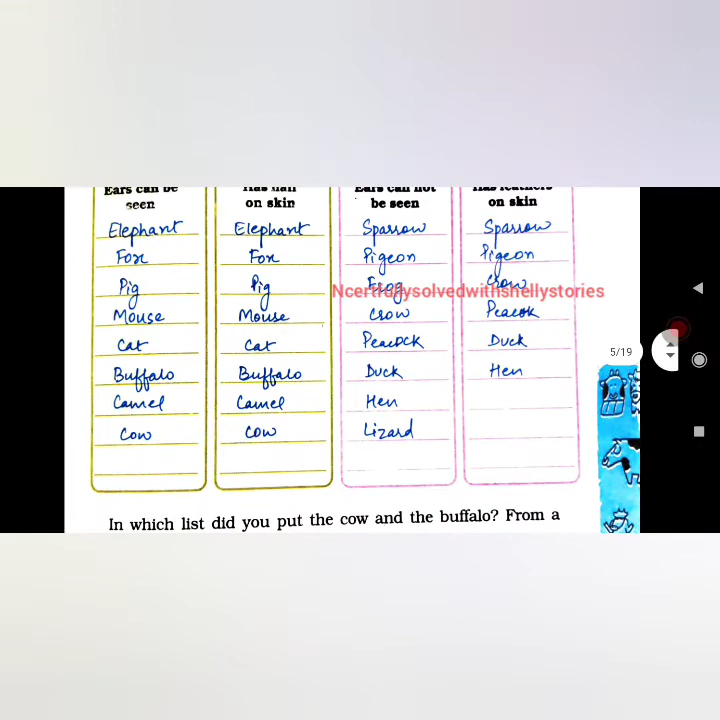 Ears can be
seen
Elephant
Fox
Pig
Mouse
Cat
Buffalo
Camel
Cow
Has hair
on skin
Elephant
Fox
Pig
Mouse
Cat
Buffalo
Camel
Cow
Ears can not
be seen
Sparrow
Pigeon
Frog
Crow
Peacock
Duck
Hen
Lizard
Has feathers
on skin
Sparrow
Pigeon
Crow
Peacok
Duck
Hen
Ncertfullysolvedwithshellystories
5/19
In which list did you put the cow and the buffalo? From a